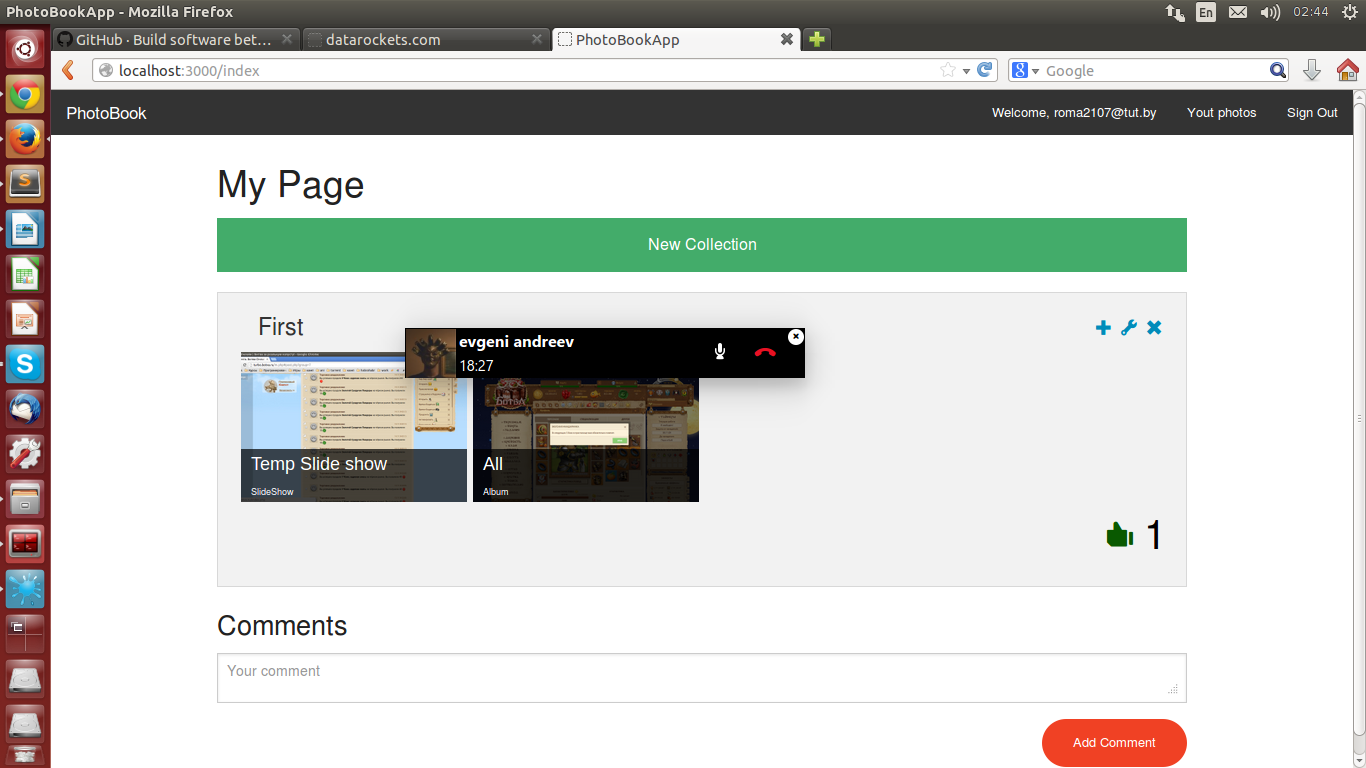 PhotoBookApp - Mozilla Firefox
En
02:44
GitHub · Build software bet...
datarockets.com
PhotoBookApp
localhost:3000/index
Google
PhotoBook
Welcome, roma2107@tut.by
Yout photos
Sign Out
My Page
New Collection
First
evgeni andreev
18:27
Temp Slide show
SlideShow
All
Album
1
Comments
Your comment
Add Comment